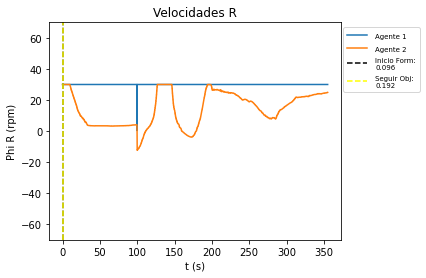 Velocidades R
Phi R (rpm)
60
40
20
0
−20
−40
−60
0
50
100
150
200
250
300
350
t (s)
Agente 1
Agente 2
Inicio Form:
0.096
Seguir Obj:
0.192